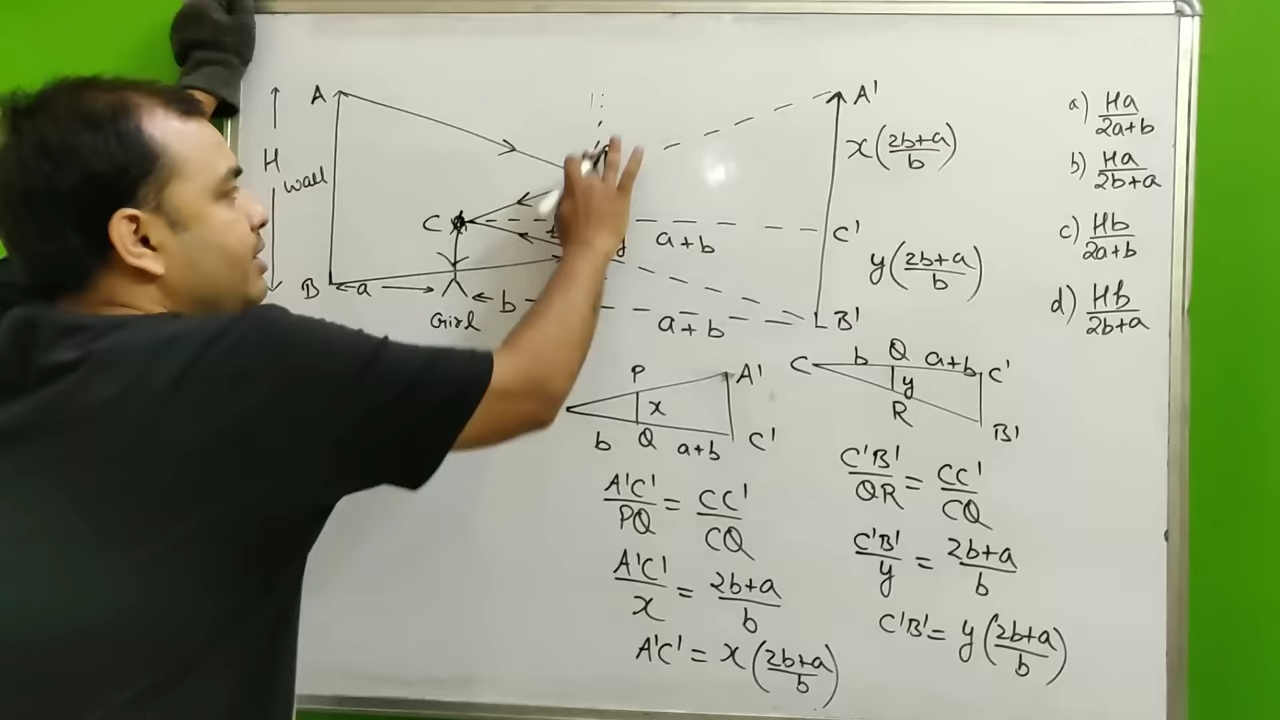 A
A'
H
wall
x(2b+a/b)
C
C'
a+b
y
y(2b+a/b)
B
a
b
a+b
B'
Girl
a) Ha/2a+b
b) Ha/2b+a
c) Hb/2a+b
d) Hb/2b+a
P
A'
x
b Q a+b C'
A'C'/PQ = CC'/CQ
A'C'/x = 2b+a/b
A'C' = x(2b+a/b)
C b Q a+b C'
y
R
B'
C'B'/QR = CC'/CQ
C'B'/y = 2b+a/b
C'B' = y(2b+a/b)